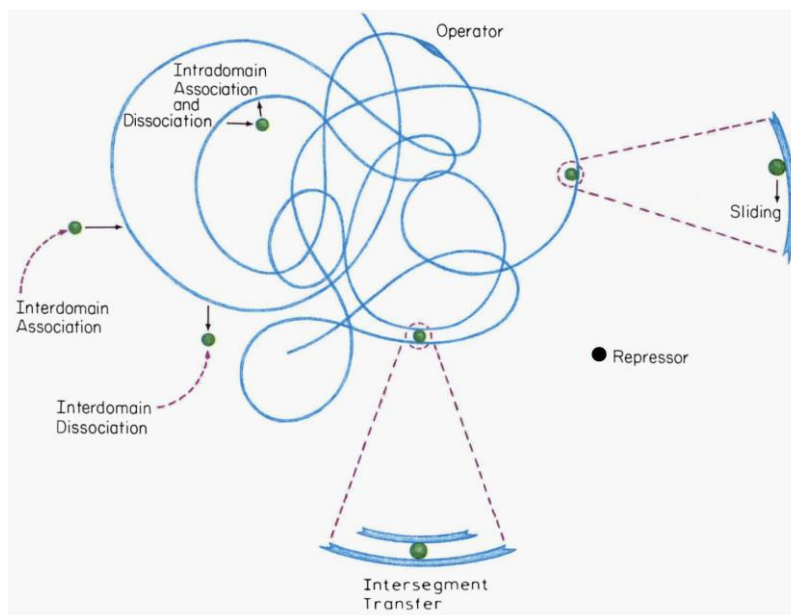 Operator
Intradomain
Association
and
Dissociation
Sliding
Interdomain
Association
Repressor
Interdomain
Dissociation
Intersegment
Transfer